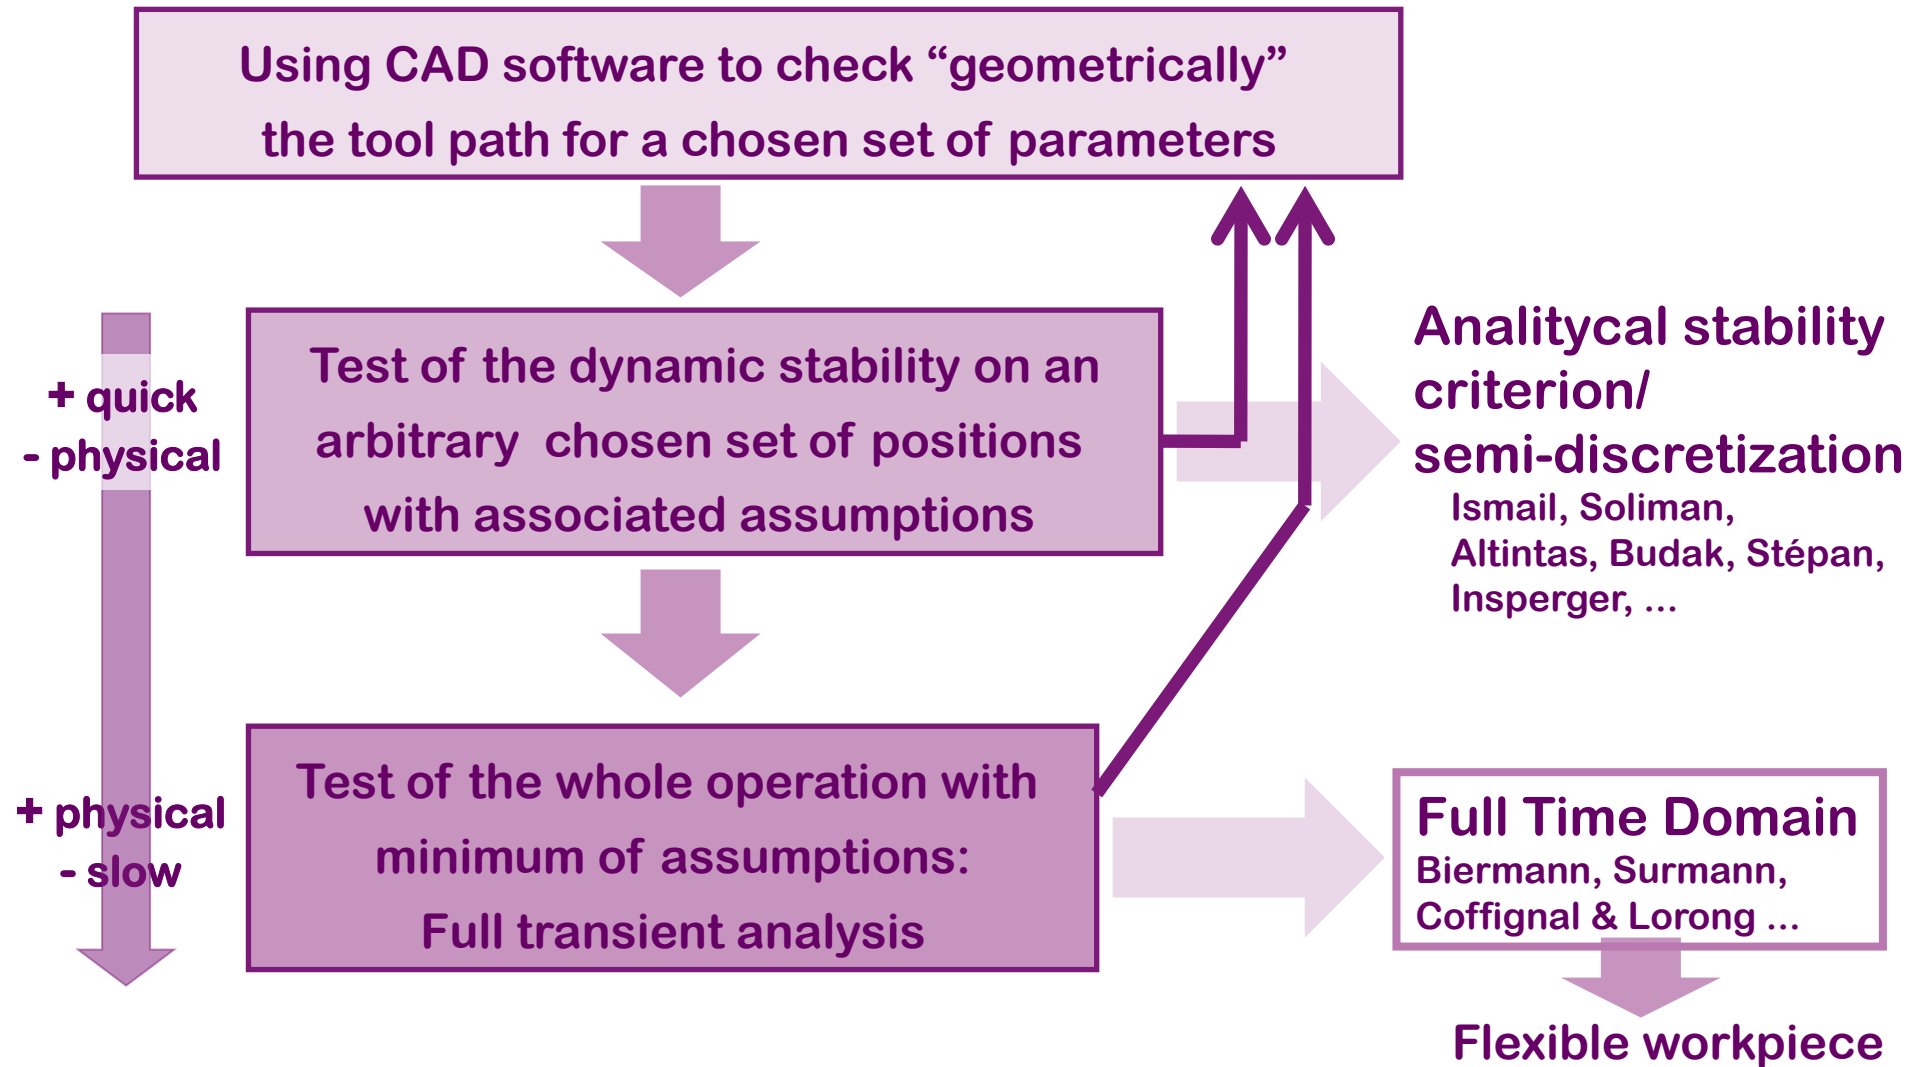 Using CAD software to check “geometrically”
the tool path for a chosen set of parameters
+ quick
- physical
Test of the dynamic stability on an
arbitrary chosen set of positions
with associated assumptions
Analitycal stability
criterion/
semi-discretization
Ismail, Soliman,
Altintas, Budak, Stépan,
Insperger, ...
+ physical
- slow
Test of the whole operation with
minimum of assumptions:
Full transient analysis
Full Time Domain
Biermann, Surmann,
Coffignal & Lorong ...
Flexible workpiece